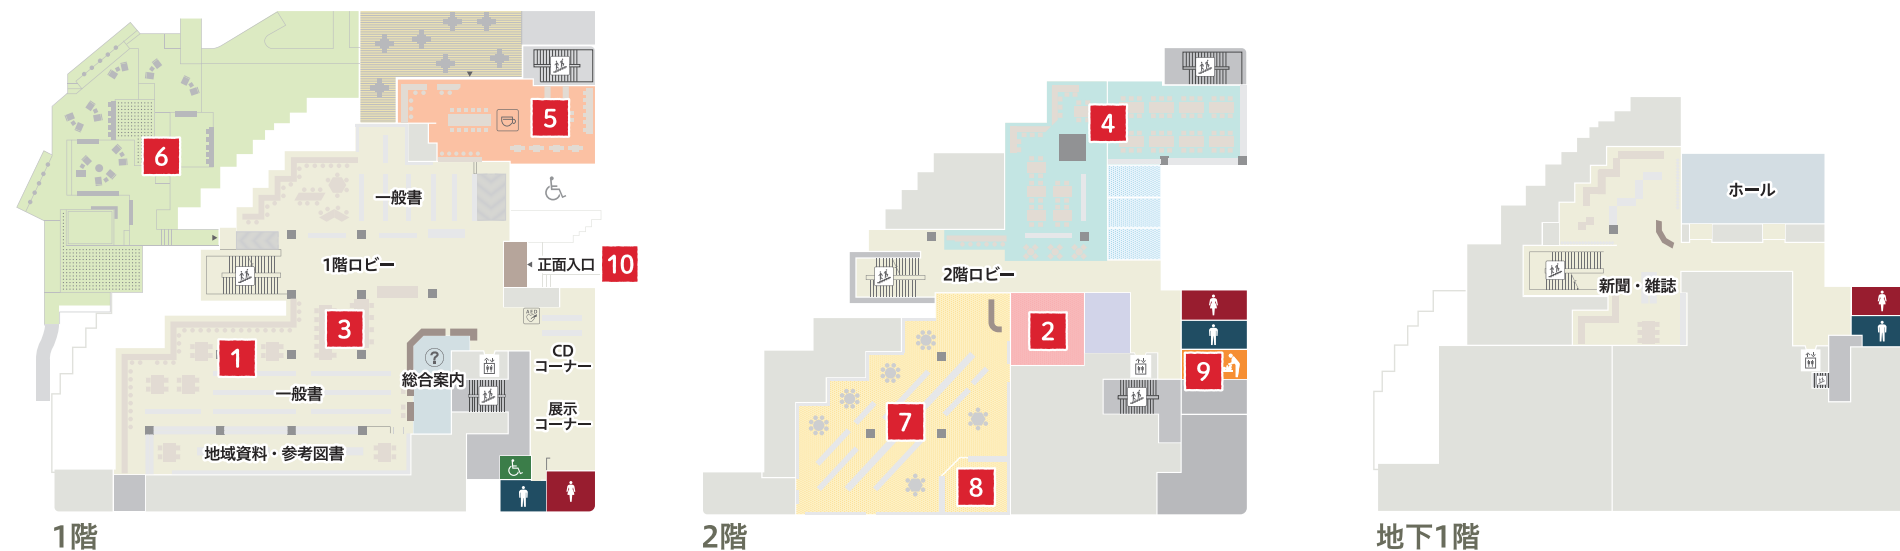 5
6
一般書
1階ロビー
正面入口
10
AED
3
1
CD
コーナー
?
総合案内
一般書
展示
コーナー
地域資料・参考図書
1階
4
2階ロビー
2
9
7
8
2階
ホール
新聞・雑誌
地下1階